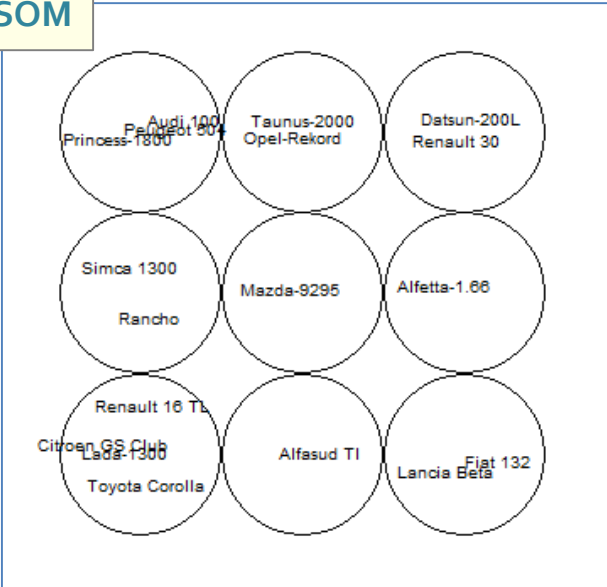 SOM
Audi 100
Peugeot 504
Princess-1800
Taunus-2000
Opel-Rekord
Datsun-200L
Renault 30
Simca 1300
Rancho
Mazda-9295
Alfetta-1.66
Renault 16 TL
Citroen GS Club
Lada-1300
Toyota Corolla
Alfasud TI
Fiat 132
Lancia Beta